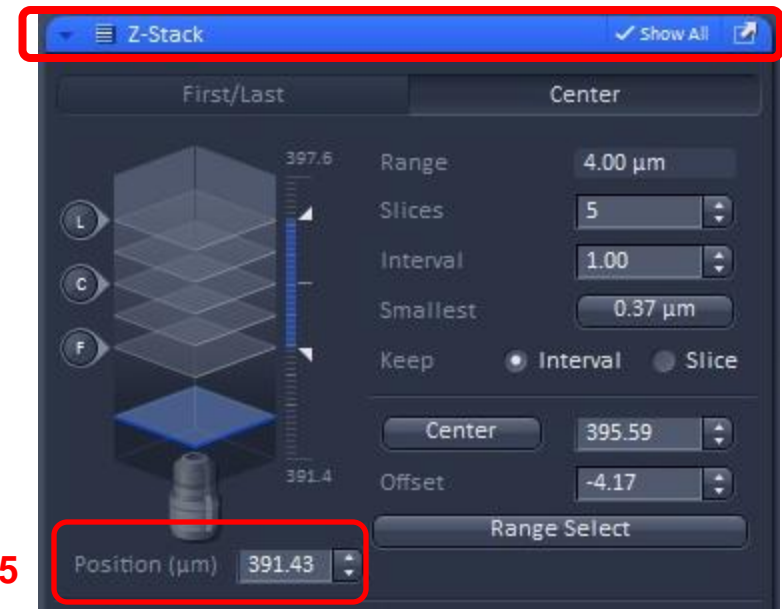 Z-Stack Show All
First/Last Center
397.6
Range 4.00 µm
L
Slices 5
Interval 1.00
C
Smallest 0.37 µm
F
Keep Interval Slice
Center 395.59
391.4
Offset -4.17
Range Select
5 Position (µm) 391.43